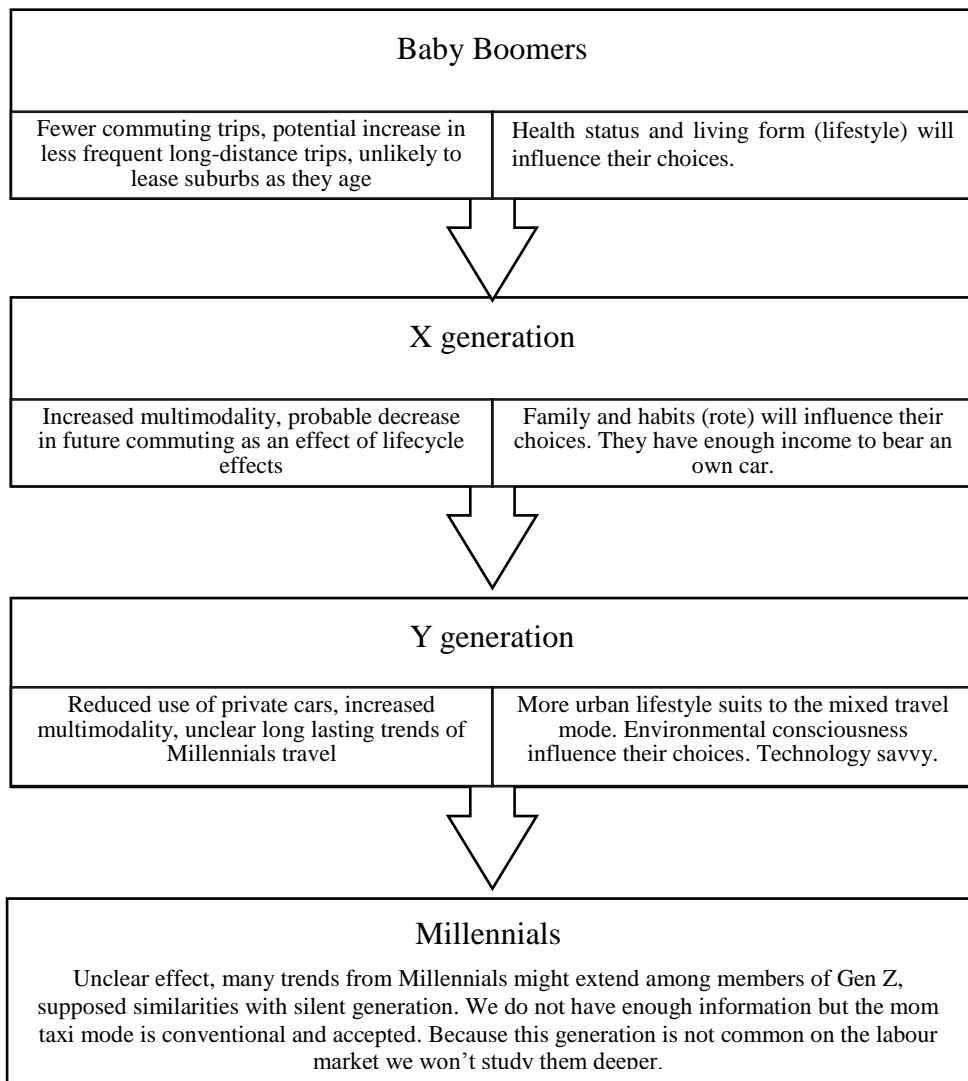 Baby Boomers
Fewer commuting trips, potential increase in
less frequent long-distance trips, unlikely to
lease suburbs as they age
Health status and living form (lifestyle) will
influence their choices.
X generation
Increased multimodality, probable decrease
in future commuting as an effect of lifecycle
effects
Family and habits (rote) will influence their
choices. They have enough income to bear an
own car.
Y generation
Reduced use of private cars, increased
multimodality, unclear long lasting trends of
Millennials travel
More urban lifestyle suits to the mixed travel
mode. Environmental consciousness
influence their choices. Technology savvy.
Millennials
Unclear effect, many trends from Millennials might extend among members of Gen Z,
supposed similarities with silent generation. We do not have enough information but the mom
taxi mode is conventional and accepted. Because this generation is not common on the labour
market we won't study them deeper.